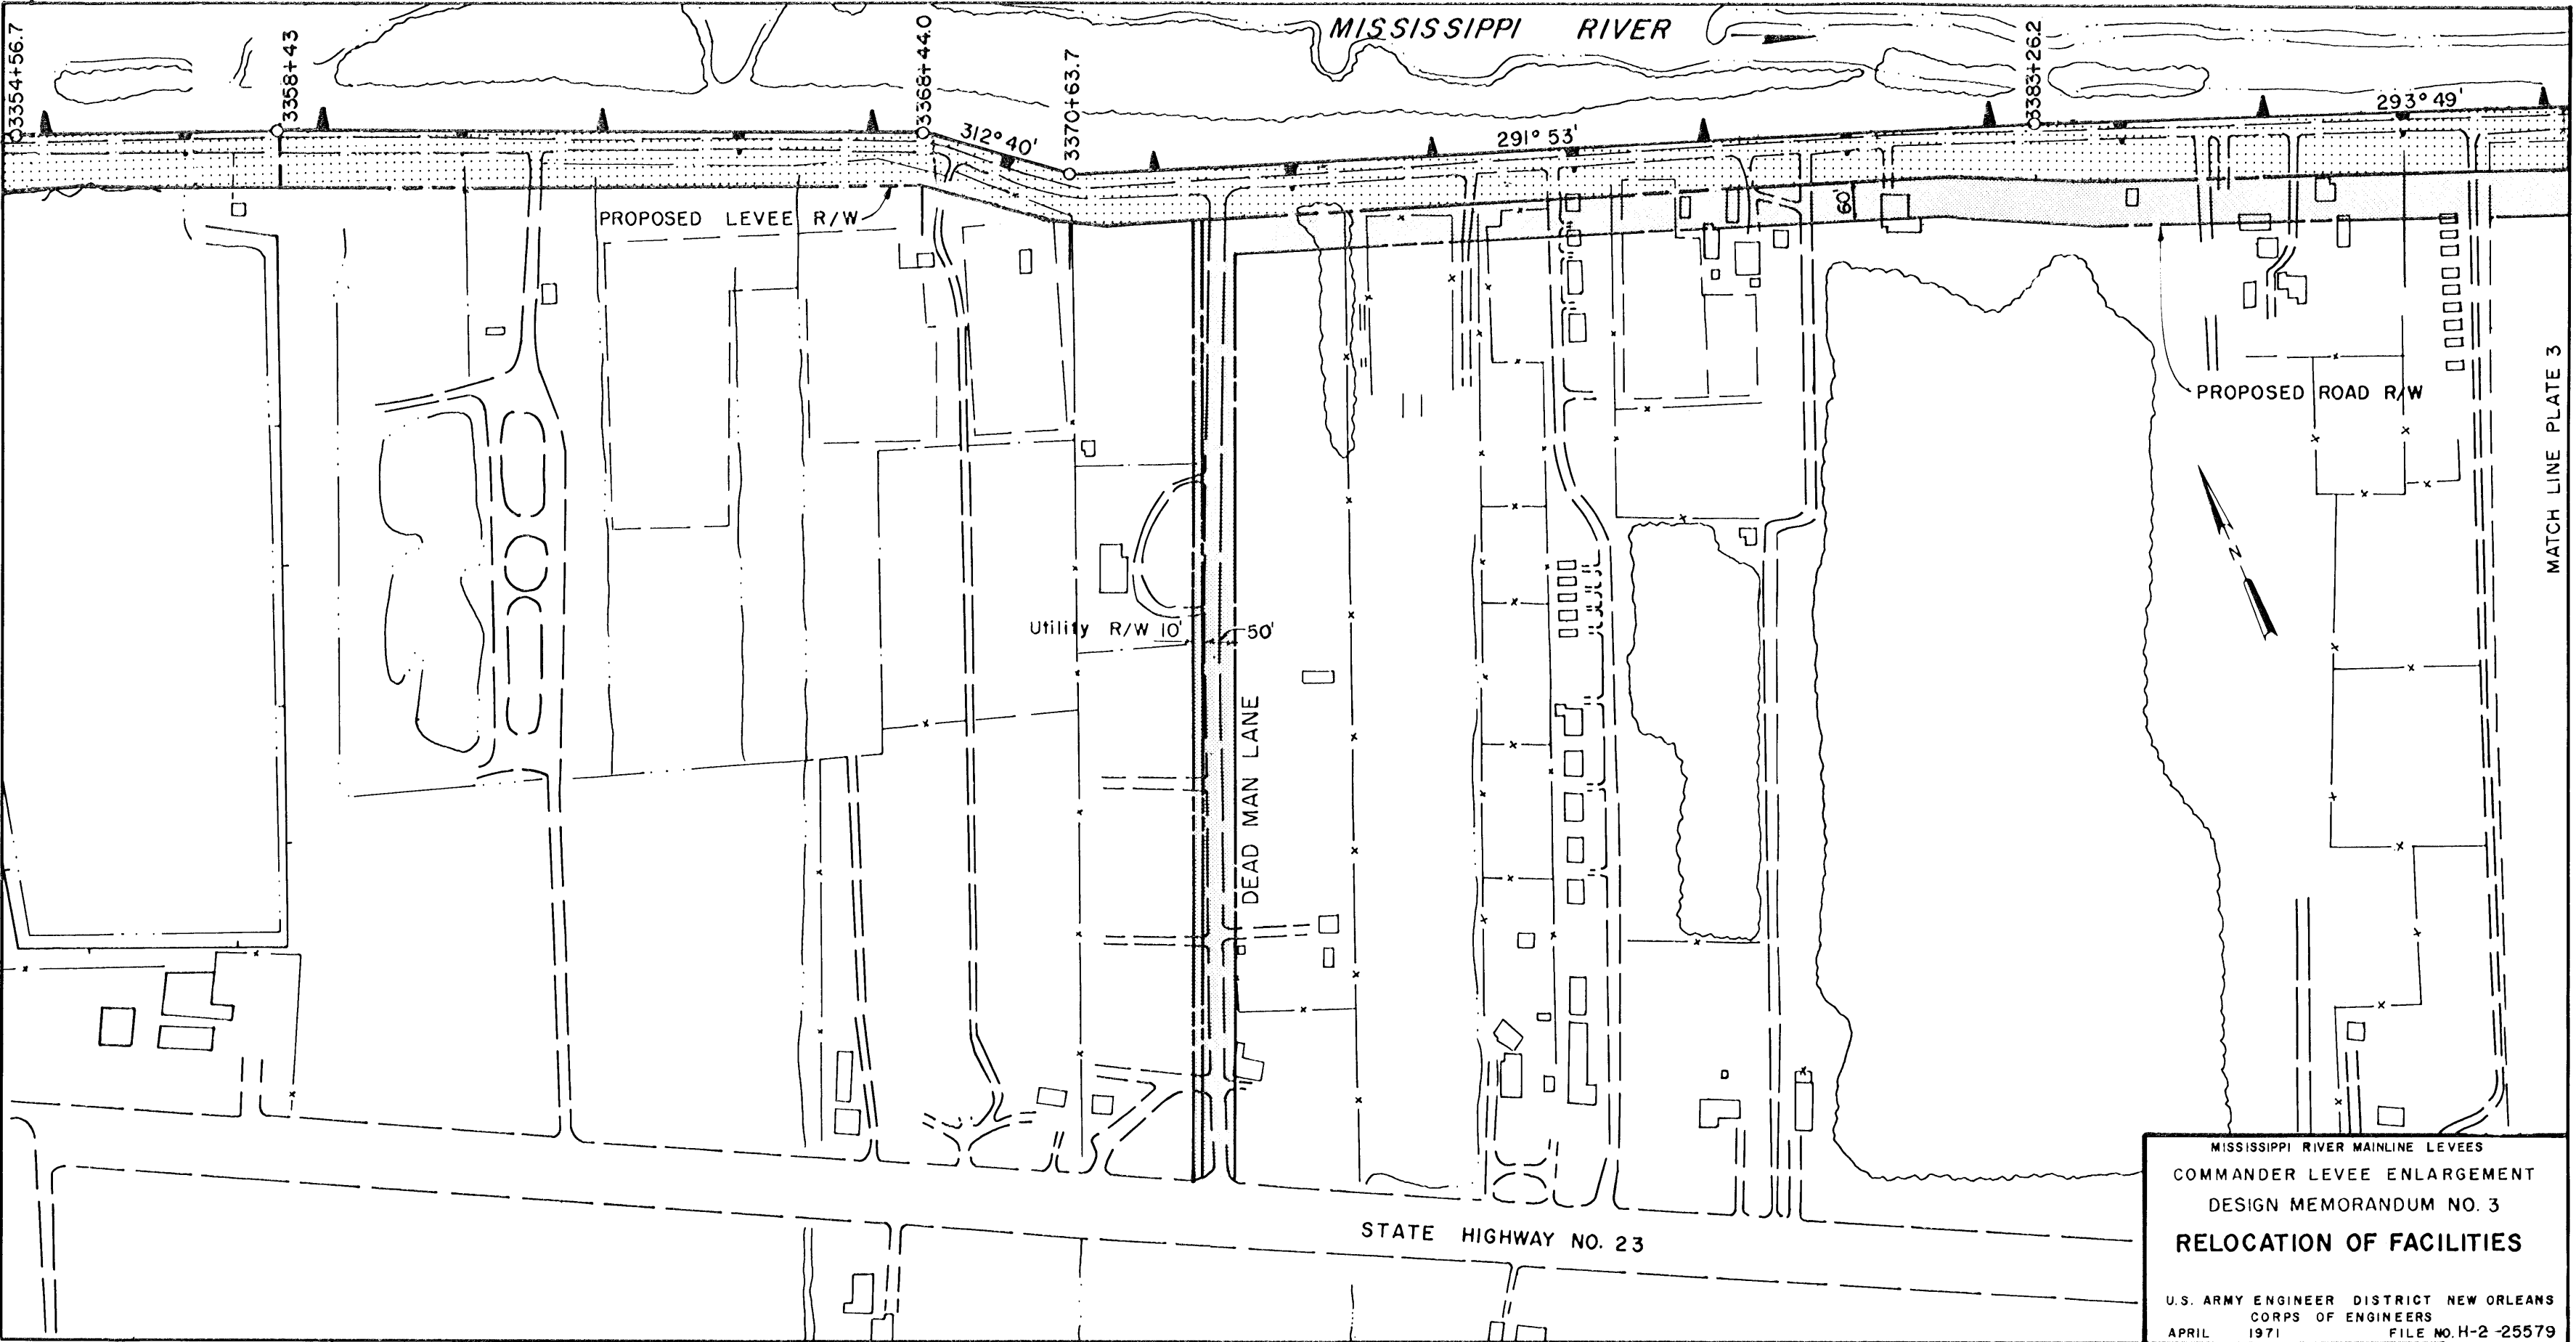 MISSISSIPPI RIVER
3354+56.7
3358+43
3368+44.0
3370+63.7
3383+26.2
312° 40'
291° 53'
293° 49'
PROPOSED LEVEE R/W
60'
PROPOSED ROAD R/W
MATCH LINE PLATE 3
N
Utility R/W 10'
50'
DEAD MAN LANE
STATE HIGHWAY NO. 23
MISSISSIPPI RIVER MAINLINE LEVEES
COMMANDER LEVEE ENLARGEMENT
DESIGN MEMORANDUM NO. 3
RELOCATION OF FACILITIES
U.S. ARMY ENGINEER DISTRICT NEW ORLEANS
CORPS OF ENGINEERS
APRIL 1971 FILE NO. H-2-25579